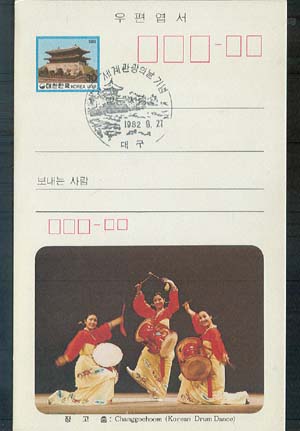 우편엽서
대한민국 KOREA
세계관광의날 기념
1982. 9. 27
대구
보내는 사람
장고춤: Changgochoom (Korean Drum Dance)